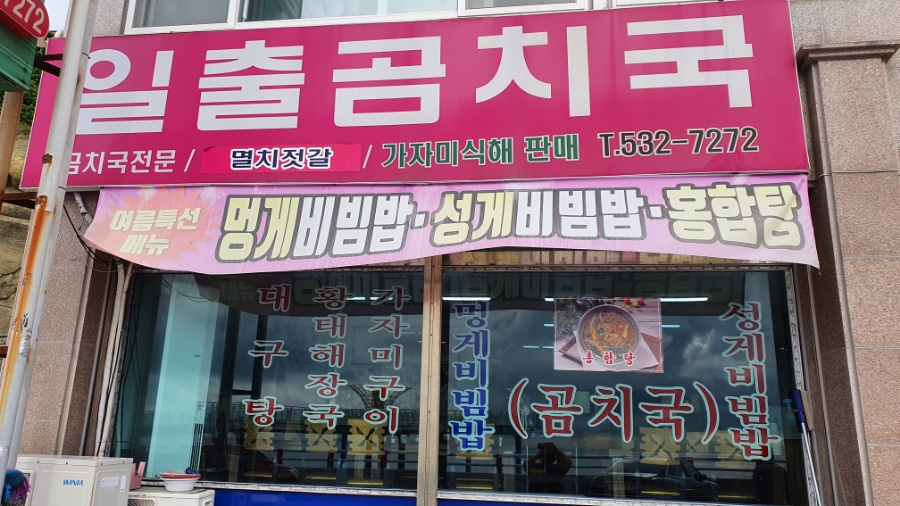 7272
일출곰치국
곰치국전문 / 멸치젓갈 / 가자미식해 판매 T.532-7272
여름특선
메뉴
멍게비빔밥·성게비빔밥·홍합탕
대구탕
황태해장국
가자미구이
멍게비빔밥
홍합탕
(곰치국)
성게비빔밥
WINIA